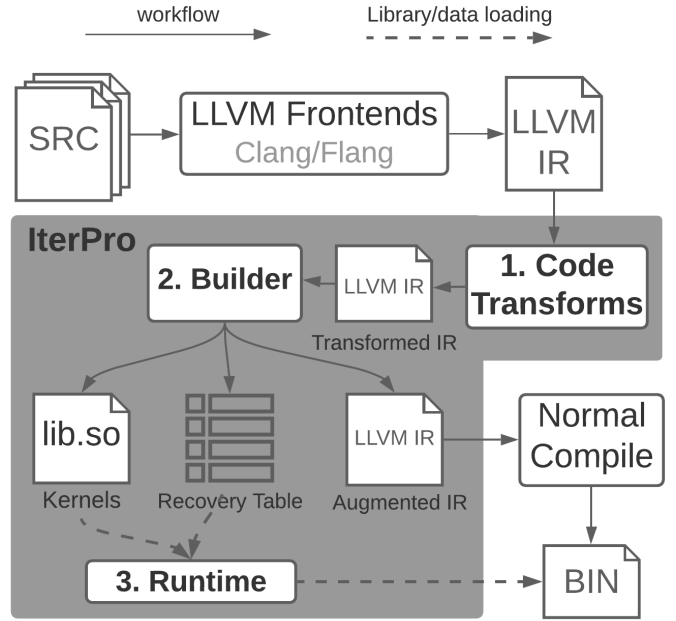 workflow
Library/data loading
SRC
LLVM Frontends
Clang/Flang
LLVM
IR
IterPro
1. Code
Transforms
LLVM IR
Transformed IR
2. Builder
lib.so
Kernels
Recovery Table
LLVM IR
Augmented IR
Normal
Compile
3. Runtime
BIN